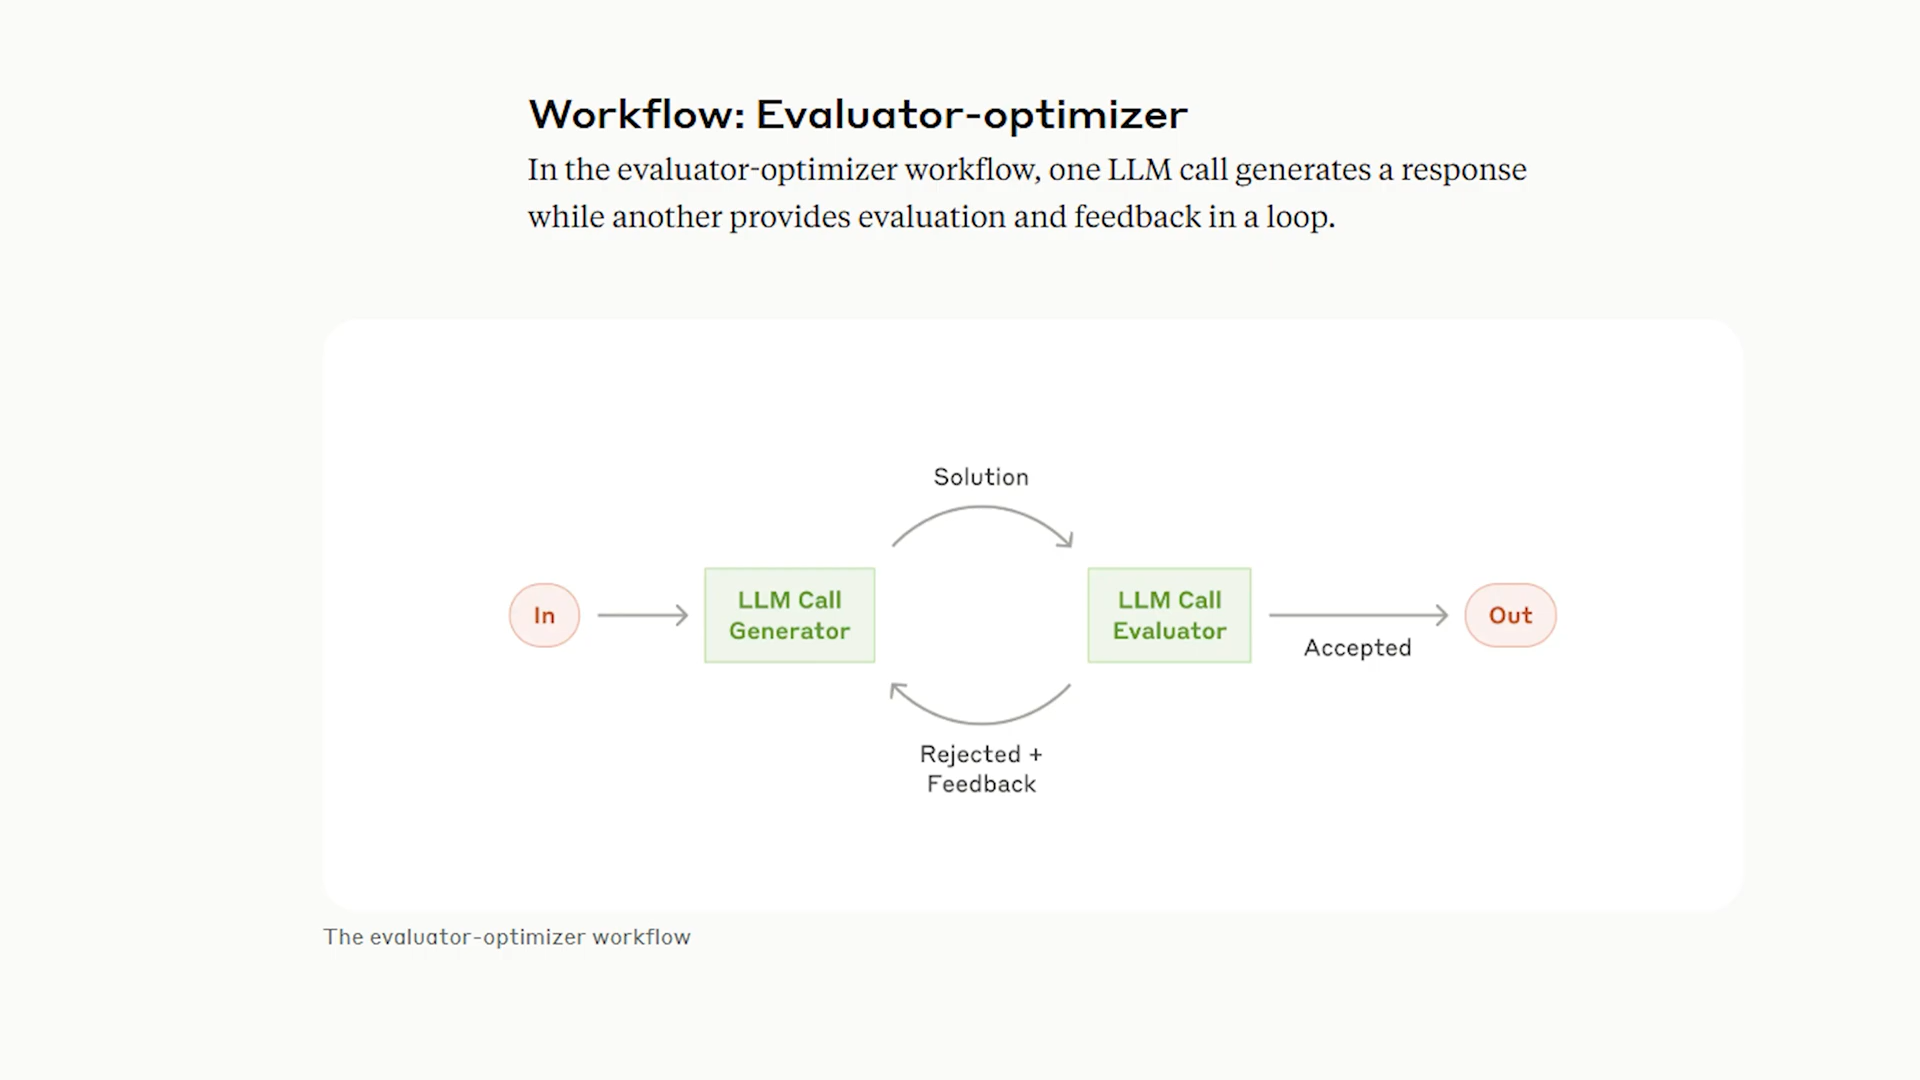 Workflow: Evaluator-optimizer
In the evaluator-optimizer workflow, one LLM call generates a response
while another provides evaluation and feedback in a loop.
Solution
In
LLM Call
Generator
LLM Call
Evaluator
Accepted
Out
Rejected +
Feedback
The evaluator-optimizer workflow